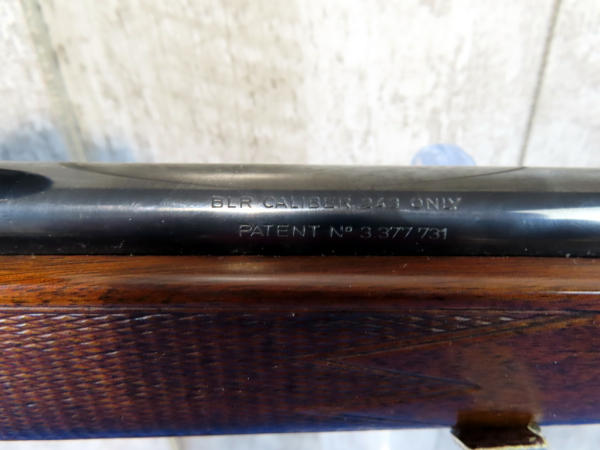 BLR CALIBER 243 ONLY
PATENT Nº 3.377.731